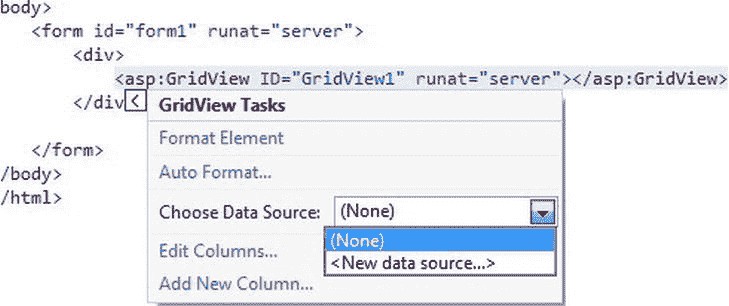 body>
<form id="form1" runat="server">
<div>
<asp:GridView ID="GridView1" runat="server"></asp:GridView>
</div
<
GridView Tasks
Format Element
Auto Format...
</form>
/body>
/html>
Choose Data Source: (None)
(None)
<New data source...>
Edit Columns...
Add New Column...